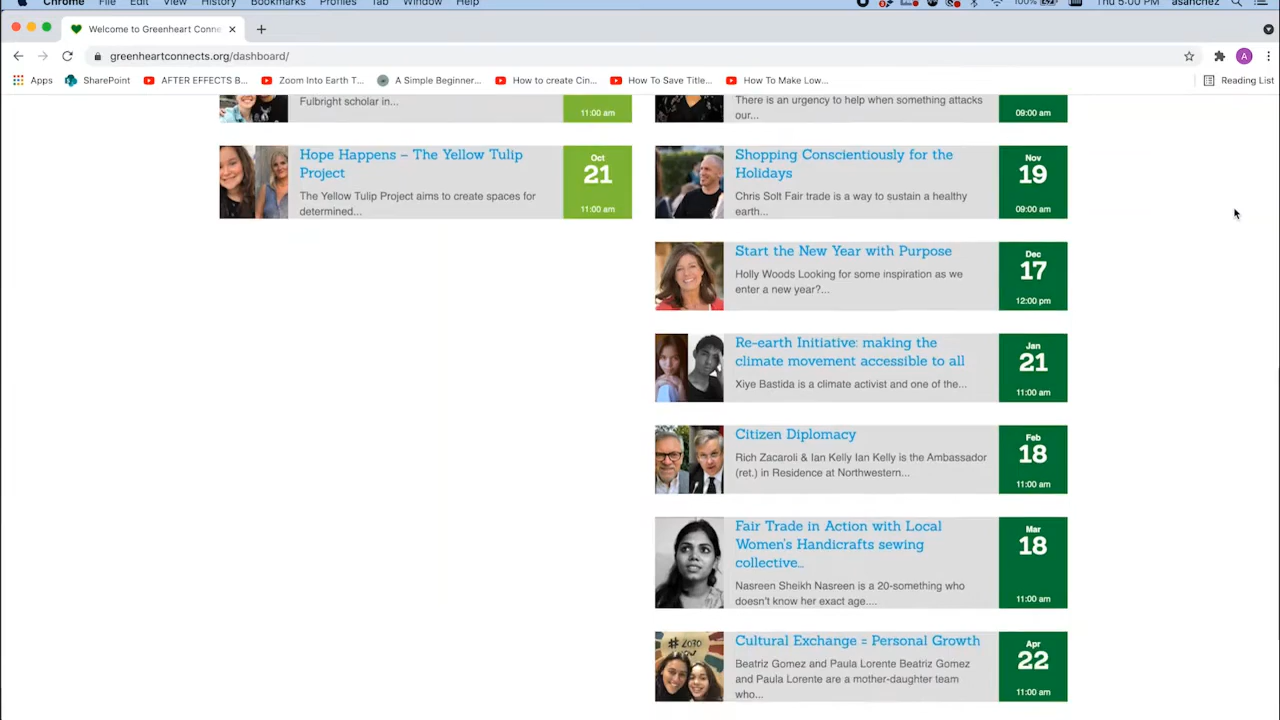 Chrome File Edit View History Bookmarks Profiles Tab Window Help 100% Thu 5:00 PM asanchez
Welcome to Greenheart Conne
greenheartconnects.org/dashboard/ A
Apps SharePoint AFTER EFFECTS B... Zoom Into Earth T... A Simple Beginner... How to create Cin... How To Save Title... How To Make Low... Reading List
Fulbright scholar in...
11:00 am
Hope Happens – The Yellow Tulip
Project
The Yellow Tulip Project aims to create spaces for
determined...
Oct
21
11:00 am
There is an urgency to help when something attacks
our...
09:00 am
Shopping Conscientiously for the
Holidays
Chris Solt Fair trade is a way to sustain a healthy
earth...
Nov
19
09:00 am
Start the New Year with Purpose
Holly Woods Looking for some inspiration as we
enter a new year?...
Dec
17
12:00 pm
Re-earth Initiative: making the
climate movement accessible to all
Xiye Bastida is a climate activist and one of the...
Jan
21
11:00 am
Citizen Diplomacy
Rich Zacaroli & Ian Kelly Ian Kelly is the Ambassador
(ret.) in Residence at Northwestern...
Feb
18
11:00 am
Fair Trade in Action with Local
Women's Handicrafts sewing
collective...
Nasreen Sheikh Nasreen is a 20-something who
doesn't know her exact age....
Mar
18
11:00 am
# 2030
NOW
Cultural Exchange = Personal Growth
Beatriz Gomez and Paula Lorente Beatriz Gomez
and Paula Lorente are a mother-daughter team
who...
Apr
22
11:00 am